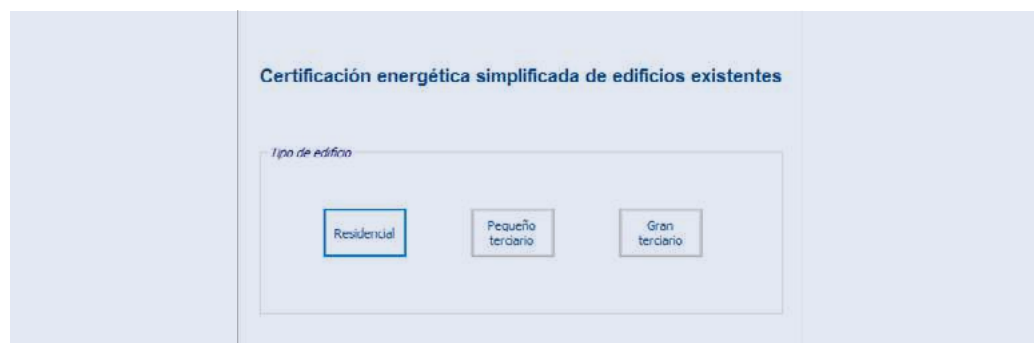 Certificación energética simplificada de edificios existentes
Tipo de edificio
Residencial
Pequeño
terciario
Gran
terciario